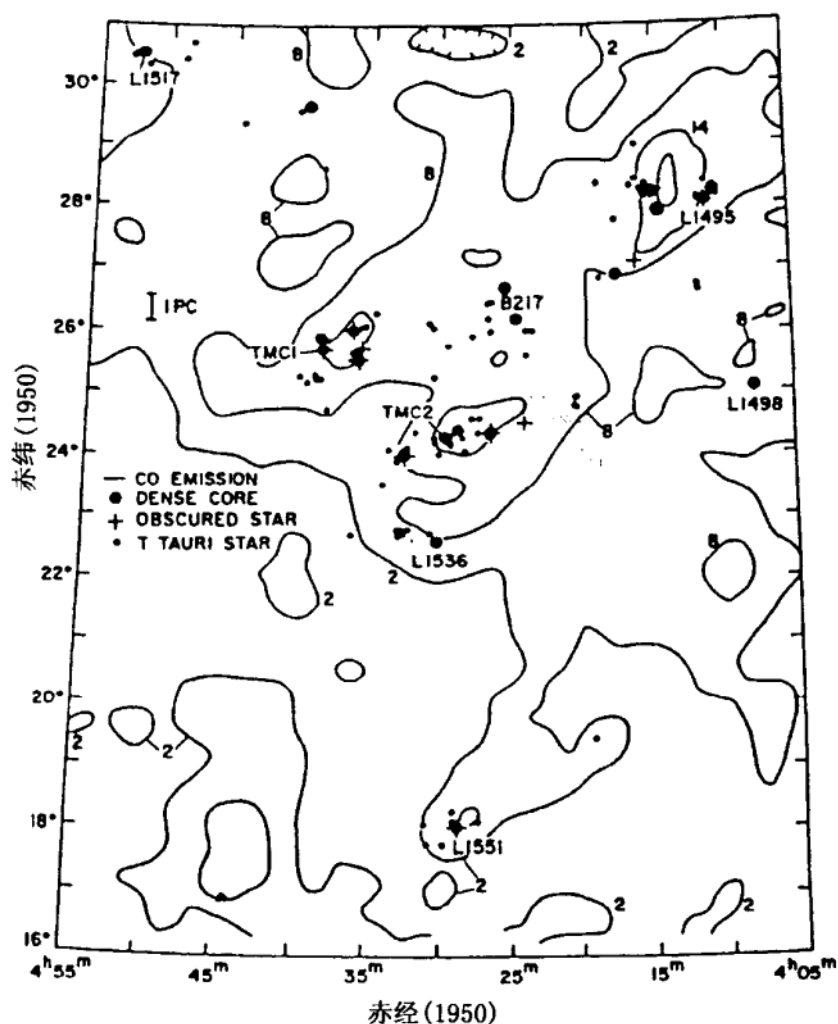 8
2
2
30°
L1517
14
8
28°
L1495
8
B217
I PC
26°
8
TMC1
L1498
TMC2
8
24°
— CO EMISSION
DENSE CORE
+ OBSCURED STAR
• T TAURI STAR
8
L1536
22°
2
2
20°
2
2
18°
L1551
2
2
2
16°
4ʰ55ᵐ
45ᵐ
35ᵐ
25ᵐ
15ᵐ
4ʰ05ᵐ
赤纬(1950)
赤经(1950)